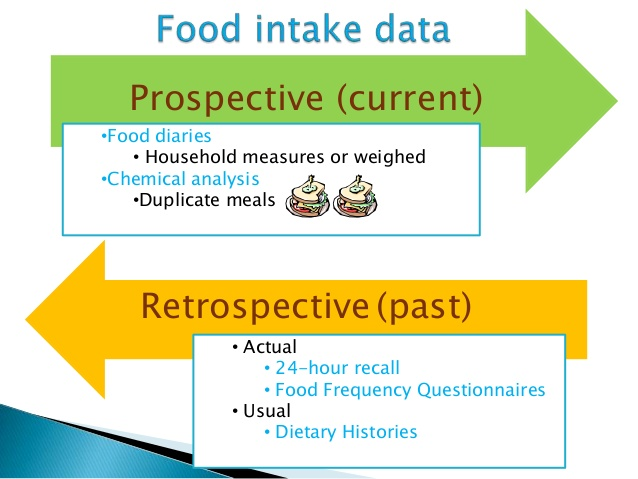 Food intake data
Prospective (current)
•Food diaries
• Household measures or weighed
•Chemical analysis
•Duplicate meals
Retrospective (past)
• Actual
• 24-hour recall
• Food Frequency Questionnaires
• Usual
• Dietary Histories